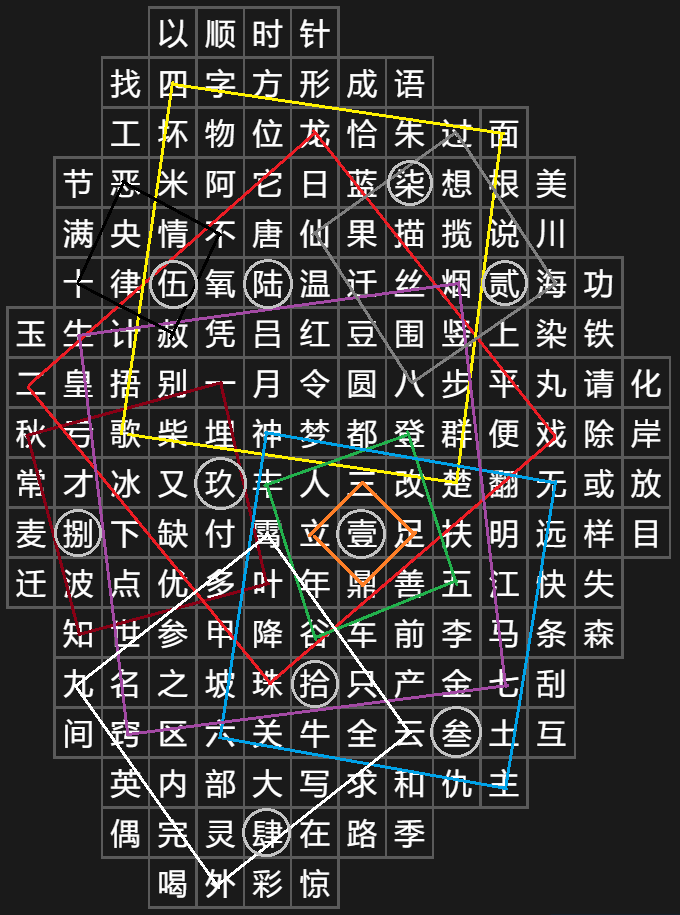 以顺时针
找四字方形成语
工坏物位龙恰朱过面
节恶米阿它日蓝柒想根美
满央情不唐仙果描揽说川
十律伍氧陆温迁丝烟贰海功
玉生计赦凭吕红豆围竖上染铁
二皇捂别一月令圆八步平丸请化
秋亏歌柴埋神梦都登群便戏除岸
常才冰又玖丰人三改楚翻无或放
麦捌下缺付露立壹足扶明远样目
迁波点优多叶年鼎善五江快失
知世参甲降谷车前李马条森
九名之坡珠拾只产金七刮
间窍区六关牛全云叁土互
英内部大写求和仇主
偶完灵肆在路季
喝外彩惊